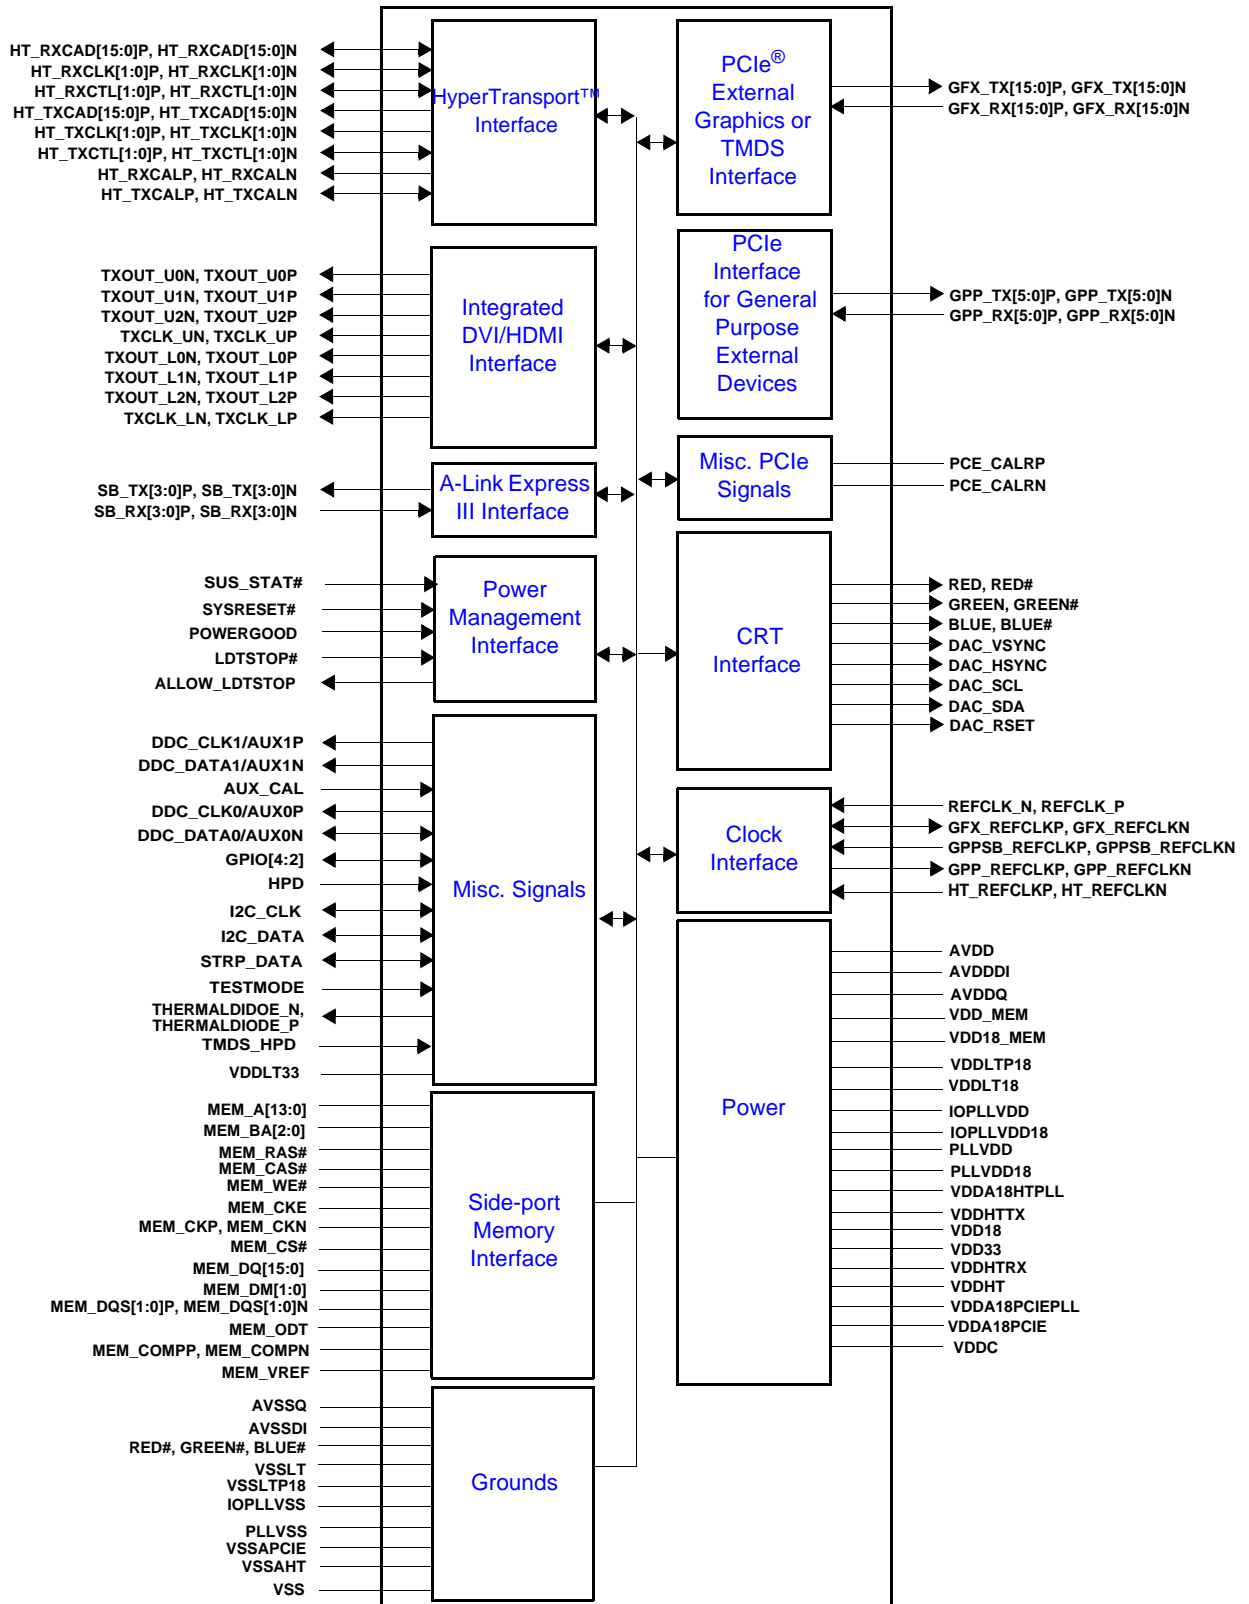 HT_RXCAD[15:0]P, HT_RXCAD[15:0]N
HT_RXCLK[1:0]P, HT_RXCLK[1:0]N
HT_RXCTL[1:0]P, HT_RXCTL[1:0]N
HT_TXCAD[15:0]P, HT_TXCAD[15:0]N
HT_TXCLK[1:0]P, HT_TXCLK[1:0]N
HT_TXCTL[1:0]P, HT_TXCTL[1:0]N
HT_RXCALP, HT_RXCALN
HT_TXCALP, HT_TXCALN
HyperTransport™
Interface
TXOUT_U0N, TXOUT_U0P
TXOUT_U1N, TXOUT_U1P
TXOUT_U2N, TXOUT_U2P
TXCLK_UN, TXCLK_UP
TXOUT_L0N, TXOUT_L0P
TXOUT_L1N, TXOUT_L1P
TXOUT_L2N, TXOUT_L2P
TXCLK_LN, TXCLK_LP
Integrated
DVI/HDMI
Interface
SB_TX[3:0]P, SB_TX[3:0]N
SB_RX[3:0]P, SB_RX[3:0]N
A-Link Express
III Interface
SUS_STAT#
SYSRESET#
POWERGOOD
LDTSTOP#
ALLOW_LDTSTOP
Power
Management
Interface
DDC_CLK1/AUX1P
DDC_DATA1/AUX1N
AUX_CAL
DDC_CLK0/AUX0P
DDC_DATA0/AUX0N
GPIO[4:2]
HPD
I2C_CLK
I2C_DATA
STRP_DATA
TESTMODE
THERMALDIDOE_N,
THERMALDIODE_P
TMDS_HPD
VDDLT33
Misc. Signals
MEM_A[13:0]
MEM_BA[2:0]
MEM_RAS#
MEM_CAS#
MEM_WE#
MEM_CKE
MEM_CKP, MEM_CKN
MEM_CS#
MEM_DQ[15:0]
MEM_DM[1:0]
MEM_DQS[1:0]P, MEM_DQS[1:0]N
MEM_ODT
MEM_COMPP, MEM_COMPN
MEM_VREF
Side-port
Memory
Interface
AVSSQ
AVSSDI
RED#, GREEN#, BLUE#
VSSLT
VSSLTP18
IOPLLVSS
PLLVSS
VSSAPCIE
VSSAHT
VSS
Grounds
PCIe®
External
Graphics or
TMDS
Interface
GFX_TX[15:0]P, GFX_TX[15:0]N
GFX_RX[15:0]P, GFX_RX[15:0]N
PCIe
Interface
for General
Purpose
External
Devices
GPP_TX[5:0]P, GPP_TX[5:0]N
GPP_RX[5:0]P, GPP_RX[5:0]N
Misc. PCIe
Signals
PCE_CALRP
PCE_CALRN
CRT
Interface
RED, RED#
GREEN, GREEN#
BLUE, BLUE#
DAC_VSYNC
DAC_HSYNC
DAC_SCL
DAC_SDA
DAC_RSET
Clock
Interface
REFCLK_N, REFCLK_P
GFX_REFCLKP, GFX_REFCLKN
GPPSB_REFCLKP, GPPSB_REFCLKN
GPP_REFCLKP, GPP_REFCLKN
HT_REFCLKP, HT_REFCLKN
Power
AVDD
AVDDDI
AVDDQ
VDD_MEM
VDD18_MEM
VDDLTP18
VDDLT18
IOPLLVDD
IOPLLVDD18
PLLVDD
PLLVDD18
VDDA18HTPLL
VDDHTTX
VDD18
VDD33
VDDHTRX
VDDHT
VDDA18PCIEPLL
VDDA18PCIE
VDDC